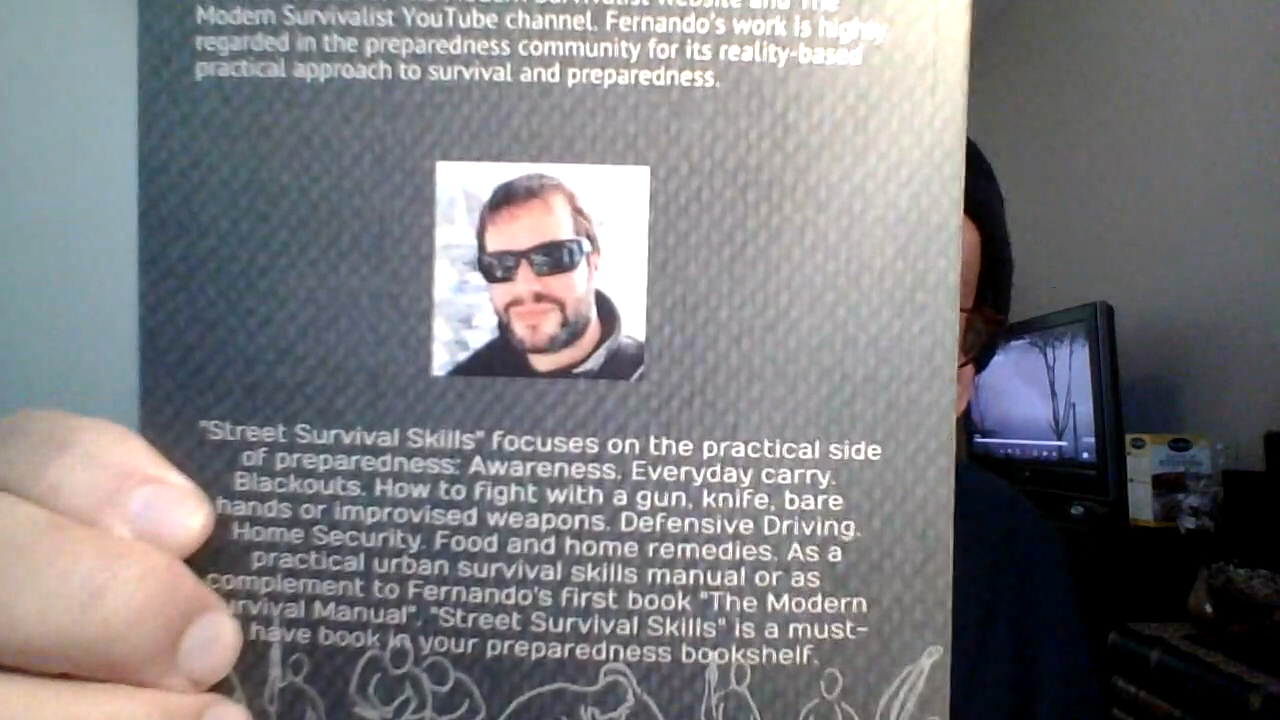 Modern Survivalist YouTube channel. Fernando's work is highly
regarded in the preparedness community for its reality-based
practical approach to survival and preparedness.
"Street Survival Skills" focuses on the practical side
of preparedness: Awareness. Everyday carry.
Blackouts. How to fight with a gun, knife, bare
hands or improvised weapons. Defensive Driving.
Home Security. Food and home remedies. As a
practical urban survival skills manual or as
complement to Fernando's first book "The Modern
urvival Manual", "Street Survival Skills" is a must-
have book in your preparedness bookshelf.